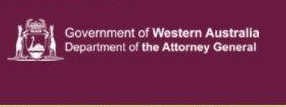 Government of Western Australia
Department of the Attorney General